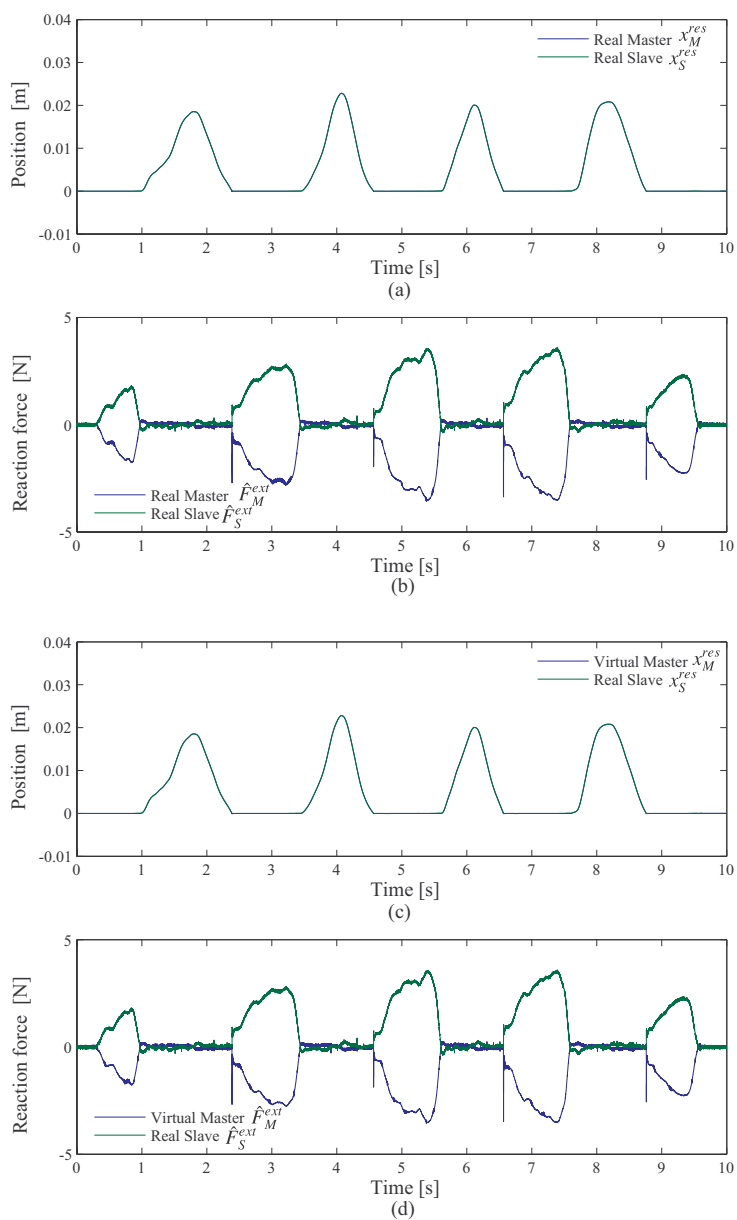 0.04
0.03
0.02
0.01
0
-0.01
Position [m]
Real Master x_M^{res}
Real Slave x_S^{res}
0 1 2 3 4 5 6 7 8 9 10
Time [s]
(a)
5
0
-5
Reaction force [N]
Real Master F̂_M^{ext}
Real Slave F̂_S^{ext}
0 1 2 3 4 5 6 7 8 9 10
Time [s]
(b)
0.04
0.03
0.02
0.01
0
-0.01
Position [m]
Virtual Master x_M^{res}
Real Slave x_S^{res}
0 1 2 3 4 5 6 7 8 9 10
Time [s]
(c)
5
0
-5
Reaction force [N]
Virtual Master F̂_M^{ext}
Real Slave F̂_S^{ext}
0 1 2 3 4 5 6 7 8 9 10
Time [s]
(d)